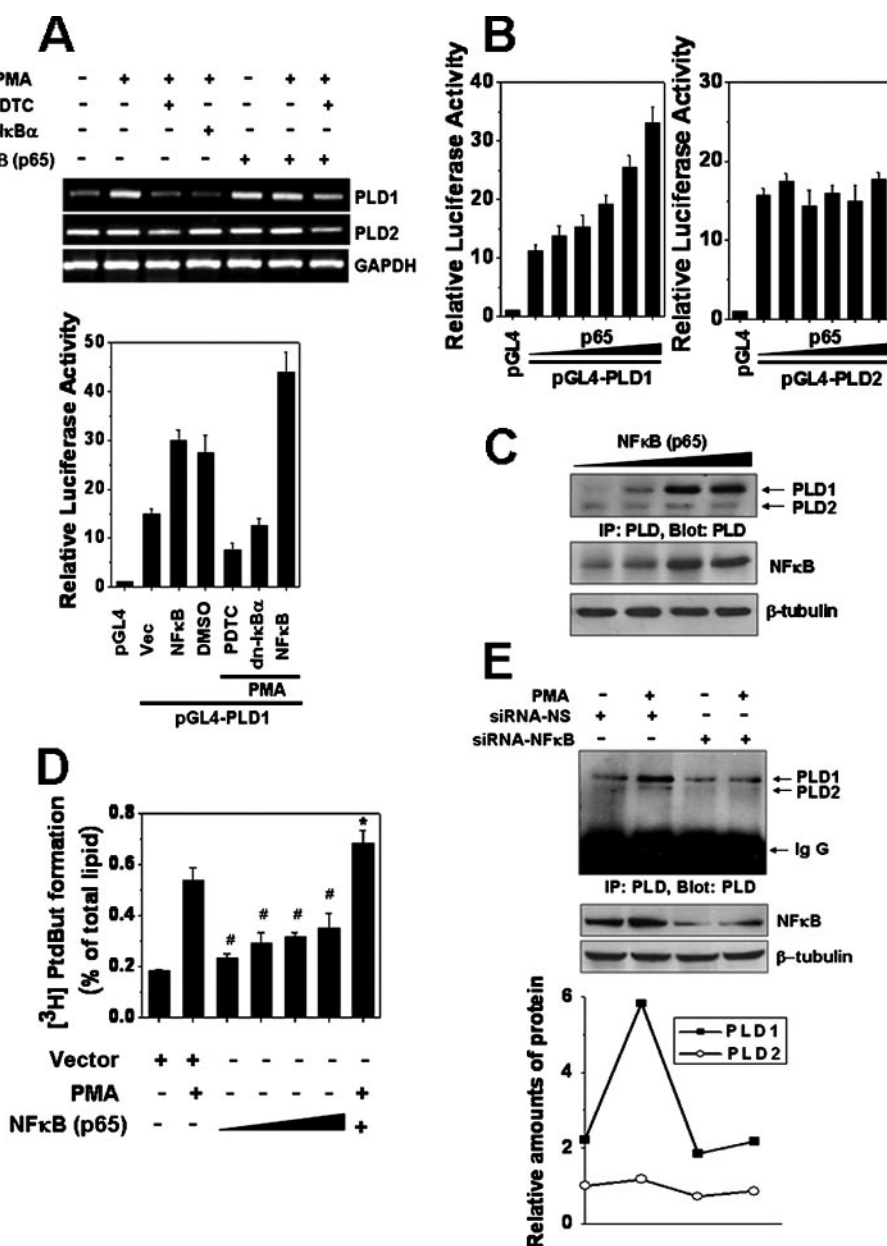 A
PMA - + + + - + +
DTC + +
IκBα +
B (p65) - - - - + + +
PLD1
PLD2
GAPDH
Relative Luciferase Activity
50
40
30
20
10
0
pGL4
Vec
NFκB
DMSO
PDTC
dn-IκBα
NFκB
PMA
pGL4-PLD1
B
Relative Luciferase Activity
40
30
20
10
0
pGL4
p65
pGL4-PLD1
Relative Luciferase Activity
30
20
10
0
pGL4
p65
pGL4-PLD2
C
NFκB (p65)
PLD1
PLD2
IP: PLD, Blot: PLD
NFκB
β-tubulin
D
[³H] PtdBut formation
(% of total lipid)
0.8
0.6
0.4
0.2
0.0
# # # # *
Vector + + - - - - -
PMA - + - - - - +
NFκB (p65) - - +
E
PMA - + - +
siRNA-NS + + - -
siRNA-NFκB - - + +
PLD1
PLD2
Ig G
IP: PLD, Blot: PLD
NFκB
β-tubulin
Relative amounts of protein
6
4
2
0
PLD1
PLD2